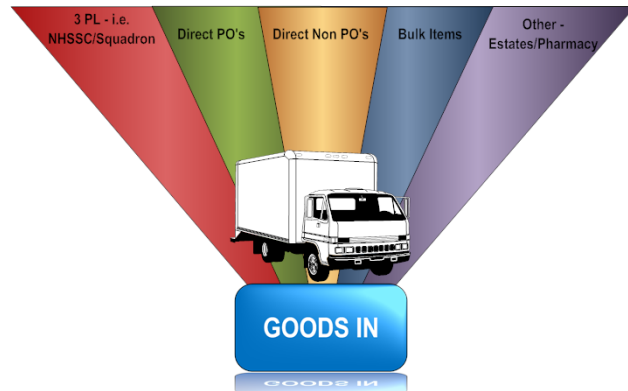 3 PL - i.e.
NHSSC/Squadron
Direct PO's
Direct Non PO's
Bulk Items
Other -
Estates/Pharmacy
GOODS IN